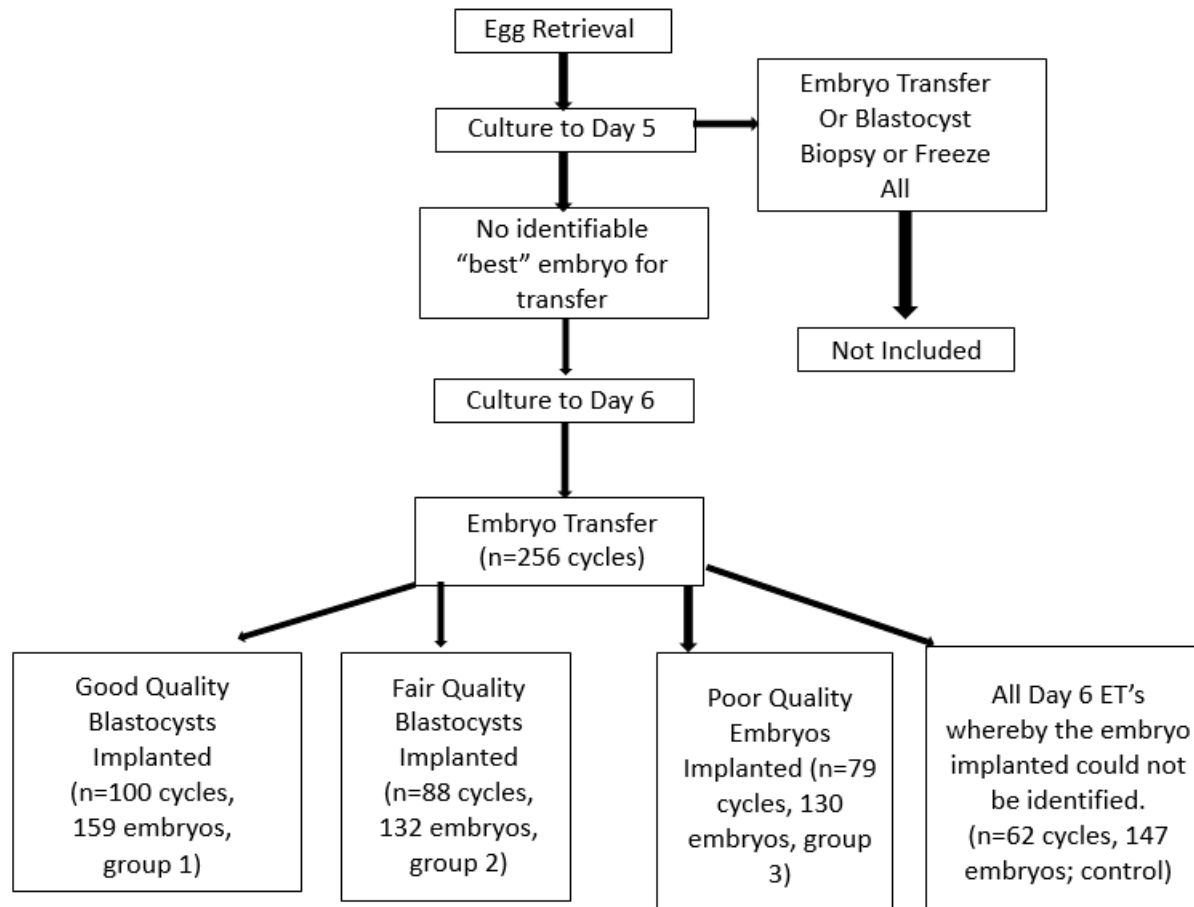 Egg Retrieval
Culture to Day 5
Embryo Transfer
Or Blastocyst
Biopsy or Freeze
All
No identifiable
“best” embryo for
transfer
Not Included
Culture to Day 6
Embryo Transfer
(n=256 cycles)
Good Quality
Blastocysts
Implanted
(n=100 cycles,
159 embryos,
group 1)
Fair Quality
Blastocysts
Implanted
(n=88 cycles,
132 embryos,
group 2)
Poor Quality
Embryos
Implanted (n=79
cycles, 130
embryos, group
3)
All Day 6 ET’s
whereby the embryo
implanted could not
be identified.
(n=62 cycles, 147
embryos; control)